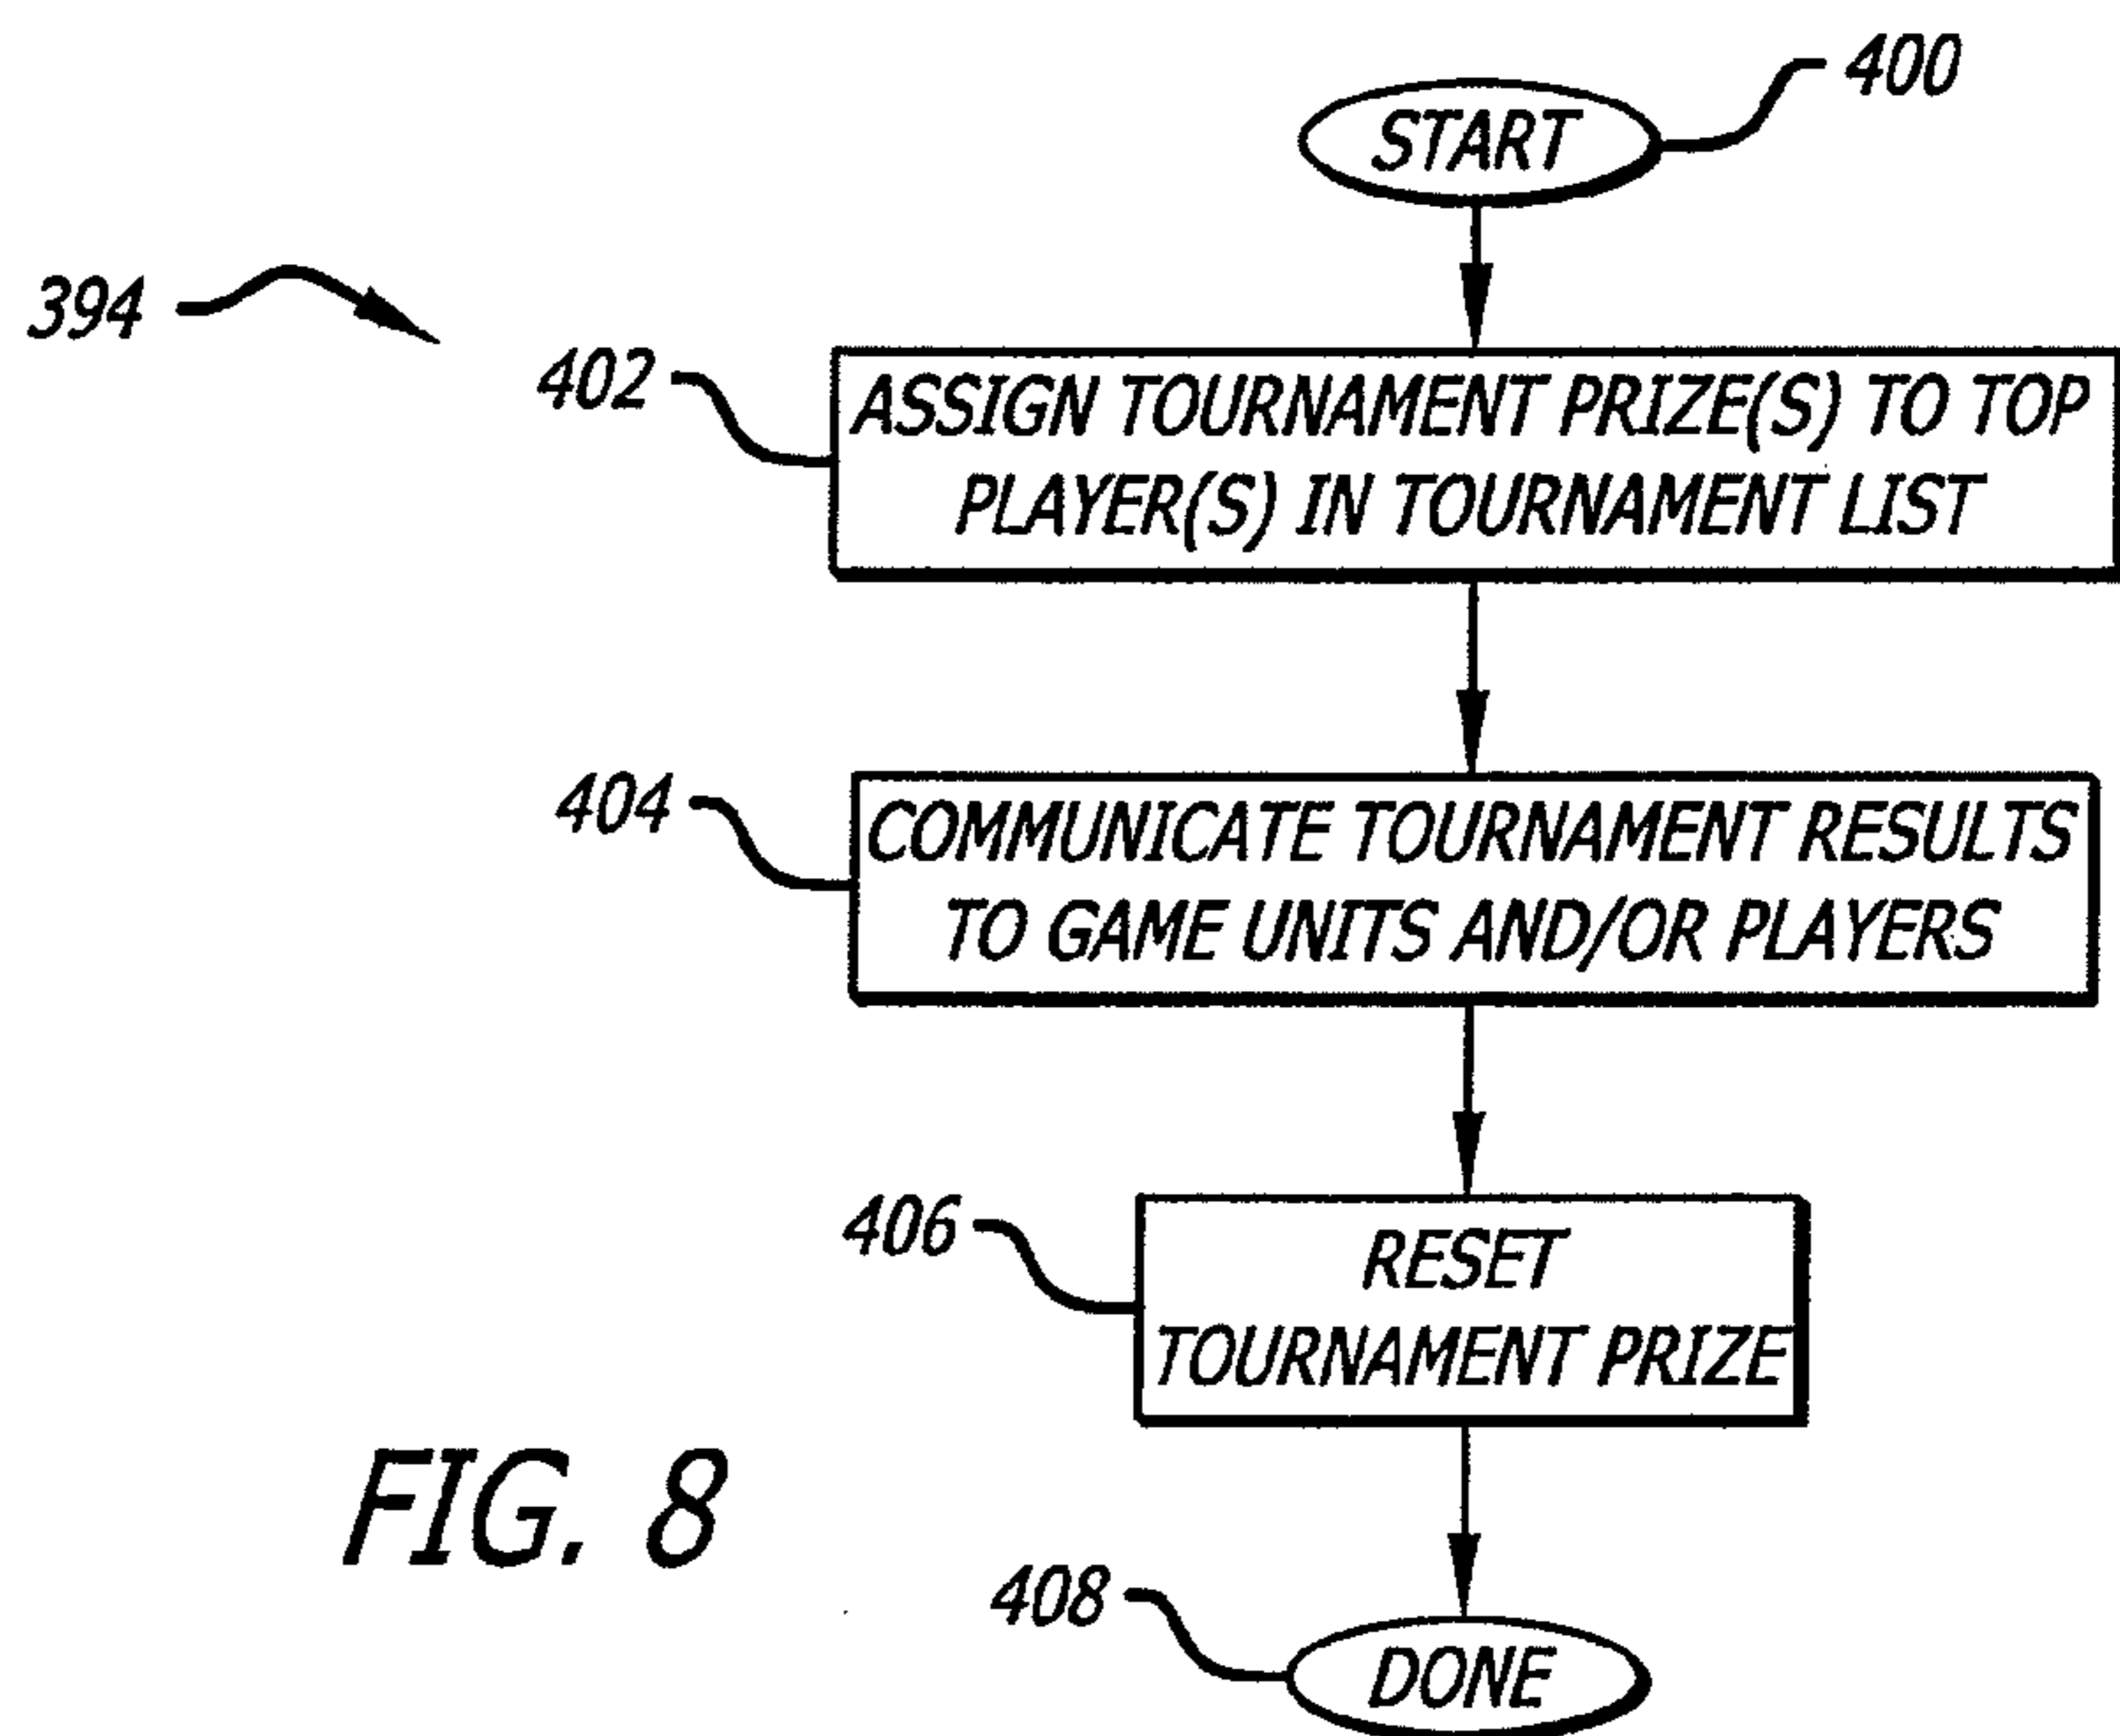 400
START
394
402
ASSIGN TOURNAMENT PRIZE(S) TO TOP
PLAYER(S) IN TOURNAMENT LIST
404
COMMUNICATE TOURNAMENT RESULTS
TO GAME UNITS AND/OR PLAYERS
406
RESET
TOURNAMENT PRIZE
FIG. 8
408
DONE